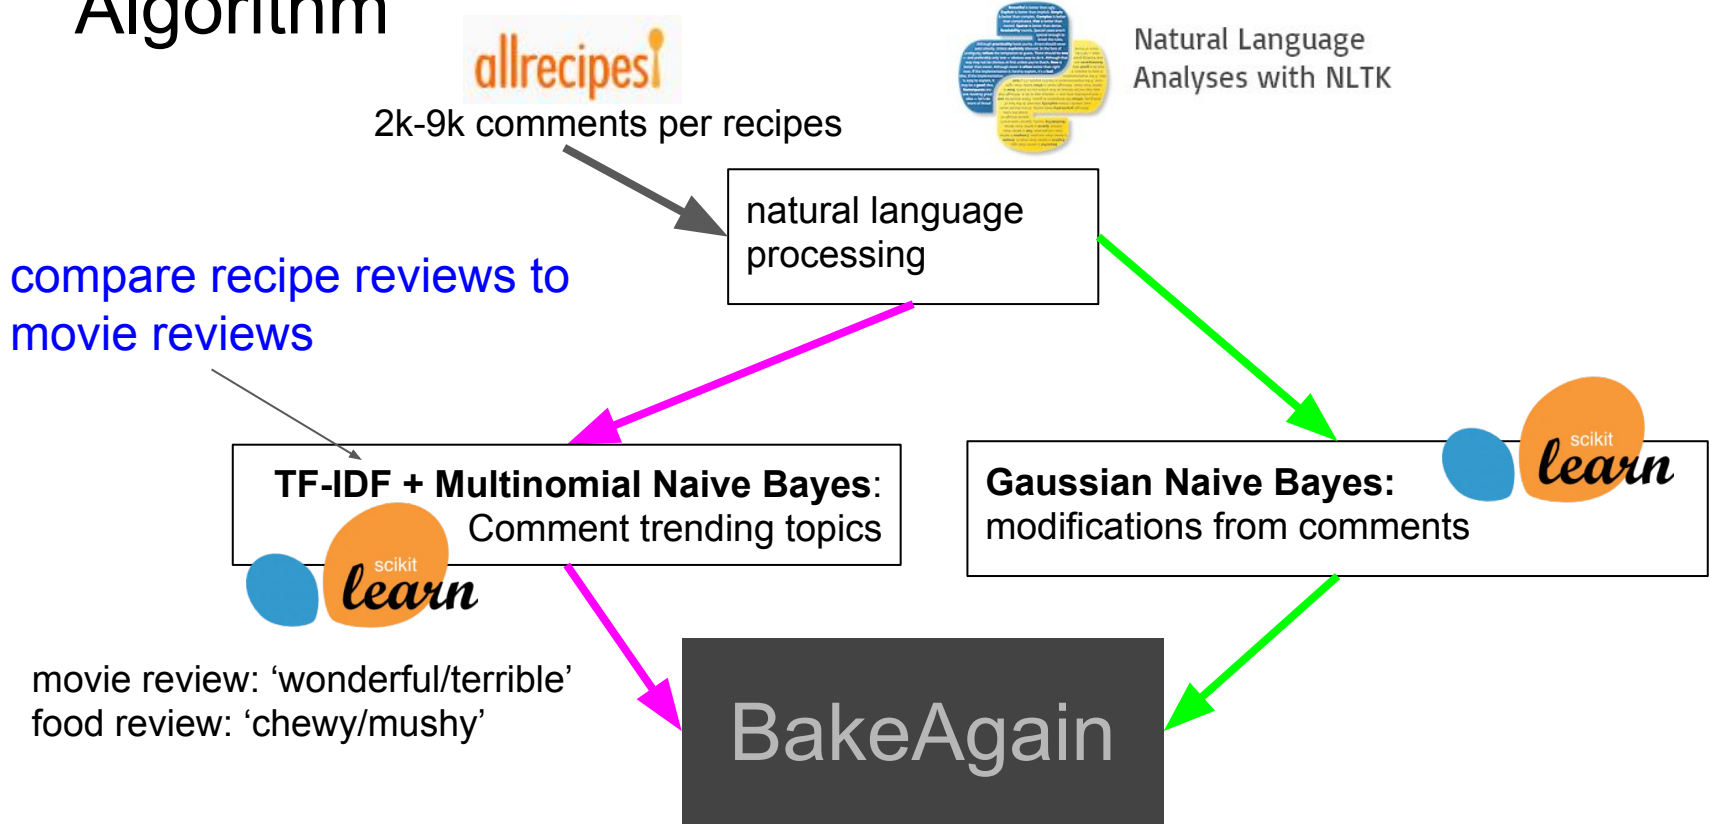 Algorithm
allrecipes
2k-9k comments per recipes
Natural Language
Analyses with NLTK
natural language
processing
compare recipe reviews to
movie reviews
TF-IDF + Multinomial Naive Bayes:
Comment trending topics
scikit
learn
Gaussian Naive Bayes:
modifications from comments
scikit
learn
movie review: ‘wonderful/terrible’
food review: ‘chewy/mushy’
BakeAgain